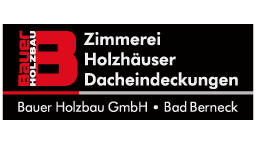 Bauer
HOLZBAU
B
Zimmerei
Holzhäuser
Dacheindeckungen
Bauer Holzbau GmbH • Bad Berneck